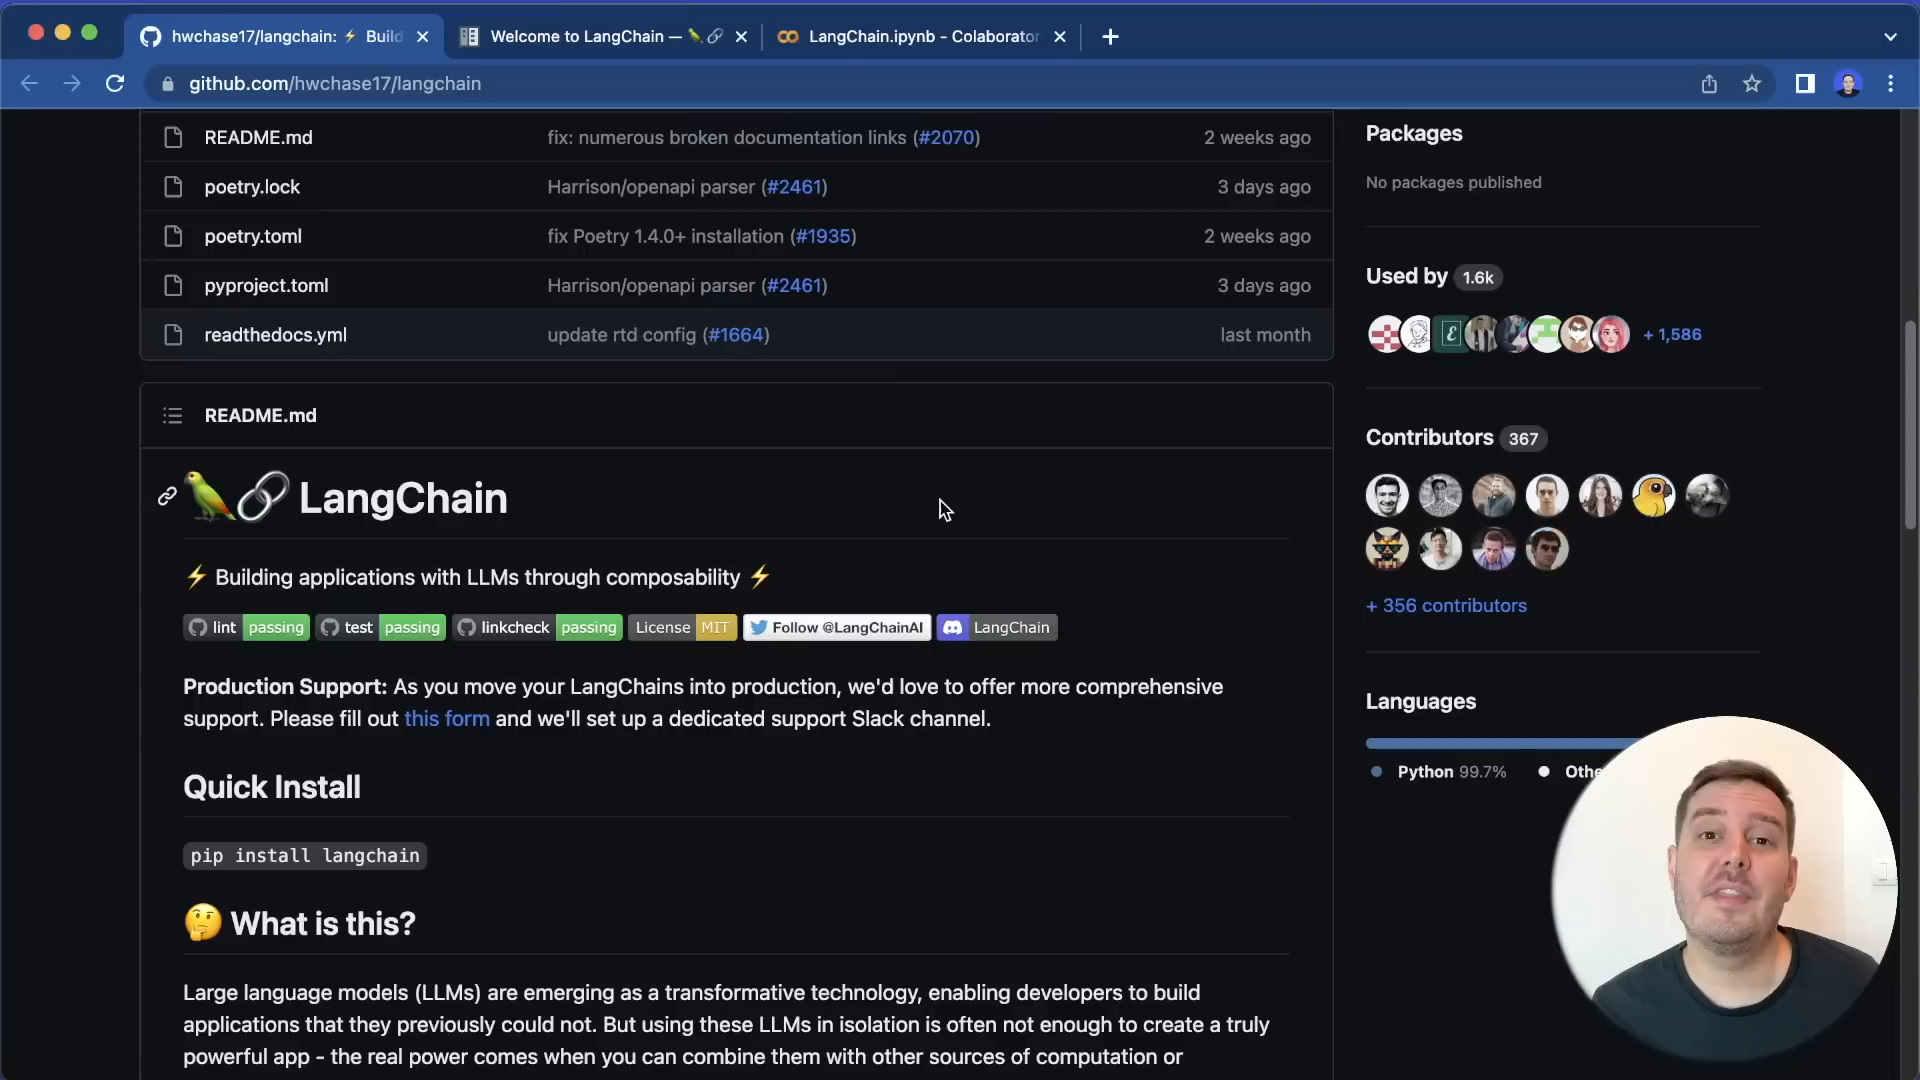 hwchase17/langchain: ⚡ Build
Welcome to LangChain — 🦜🔗
LangChain.ipynb - Colaborator
github.com/hwchase17/langchain
README.md fix: numerous broken documentation links (#2070) 2 weeks ago
poetry.lock Harrison/openapi parser (#2461) 3 days ago
poetry.toml fix Poetry 1.4.0+ installation (#1935) 2 weeks ago
pyproject.toml Harrison/openapi parser (#2461) 3 days ago
readthedocs.yml update rtd config (#1664) last month
README.md
🦜🔗 LangChain
⚡ Building applications with LLMs through composability ⚡
lint passing test passing linkcheck passing License MIT Follow @LangChainAI LangChain
Production Support: As you move your LangChains into production, we'd love to offer more comprehensive
support. Please fill out this form and we'll set up a dedicated support Slack channel.
Quick Install
pip install langchain
🤔 What is this?
Large language models (LLMs) are emerging as a transformative technology, enabling developers to build
applications that they previously could not. But using these LLMs in isolation is often not enough to create a truly
powerful app - the real power comes when you can combine them with other sources of computation or
Packages
No packages published
Used by 1.6k
+ 1,586
Contributors 367
+ 356 contributors
Languages
Python 99.7% Othe